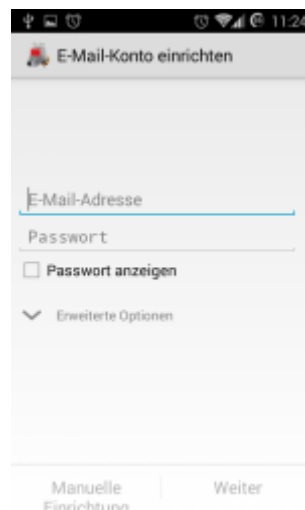 11:24
E-Mail-Konto einrichten
E-Mail-Adresse
Passwort
Passwort anzeigen
Erweiterte Optionen
Manuelle
Einrichtung
Weiter